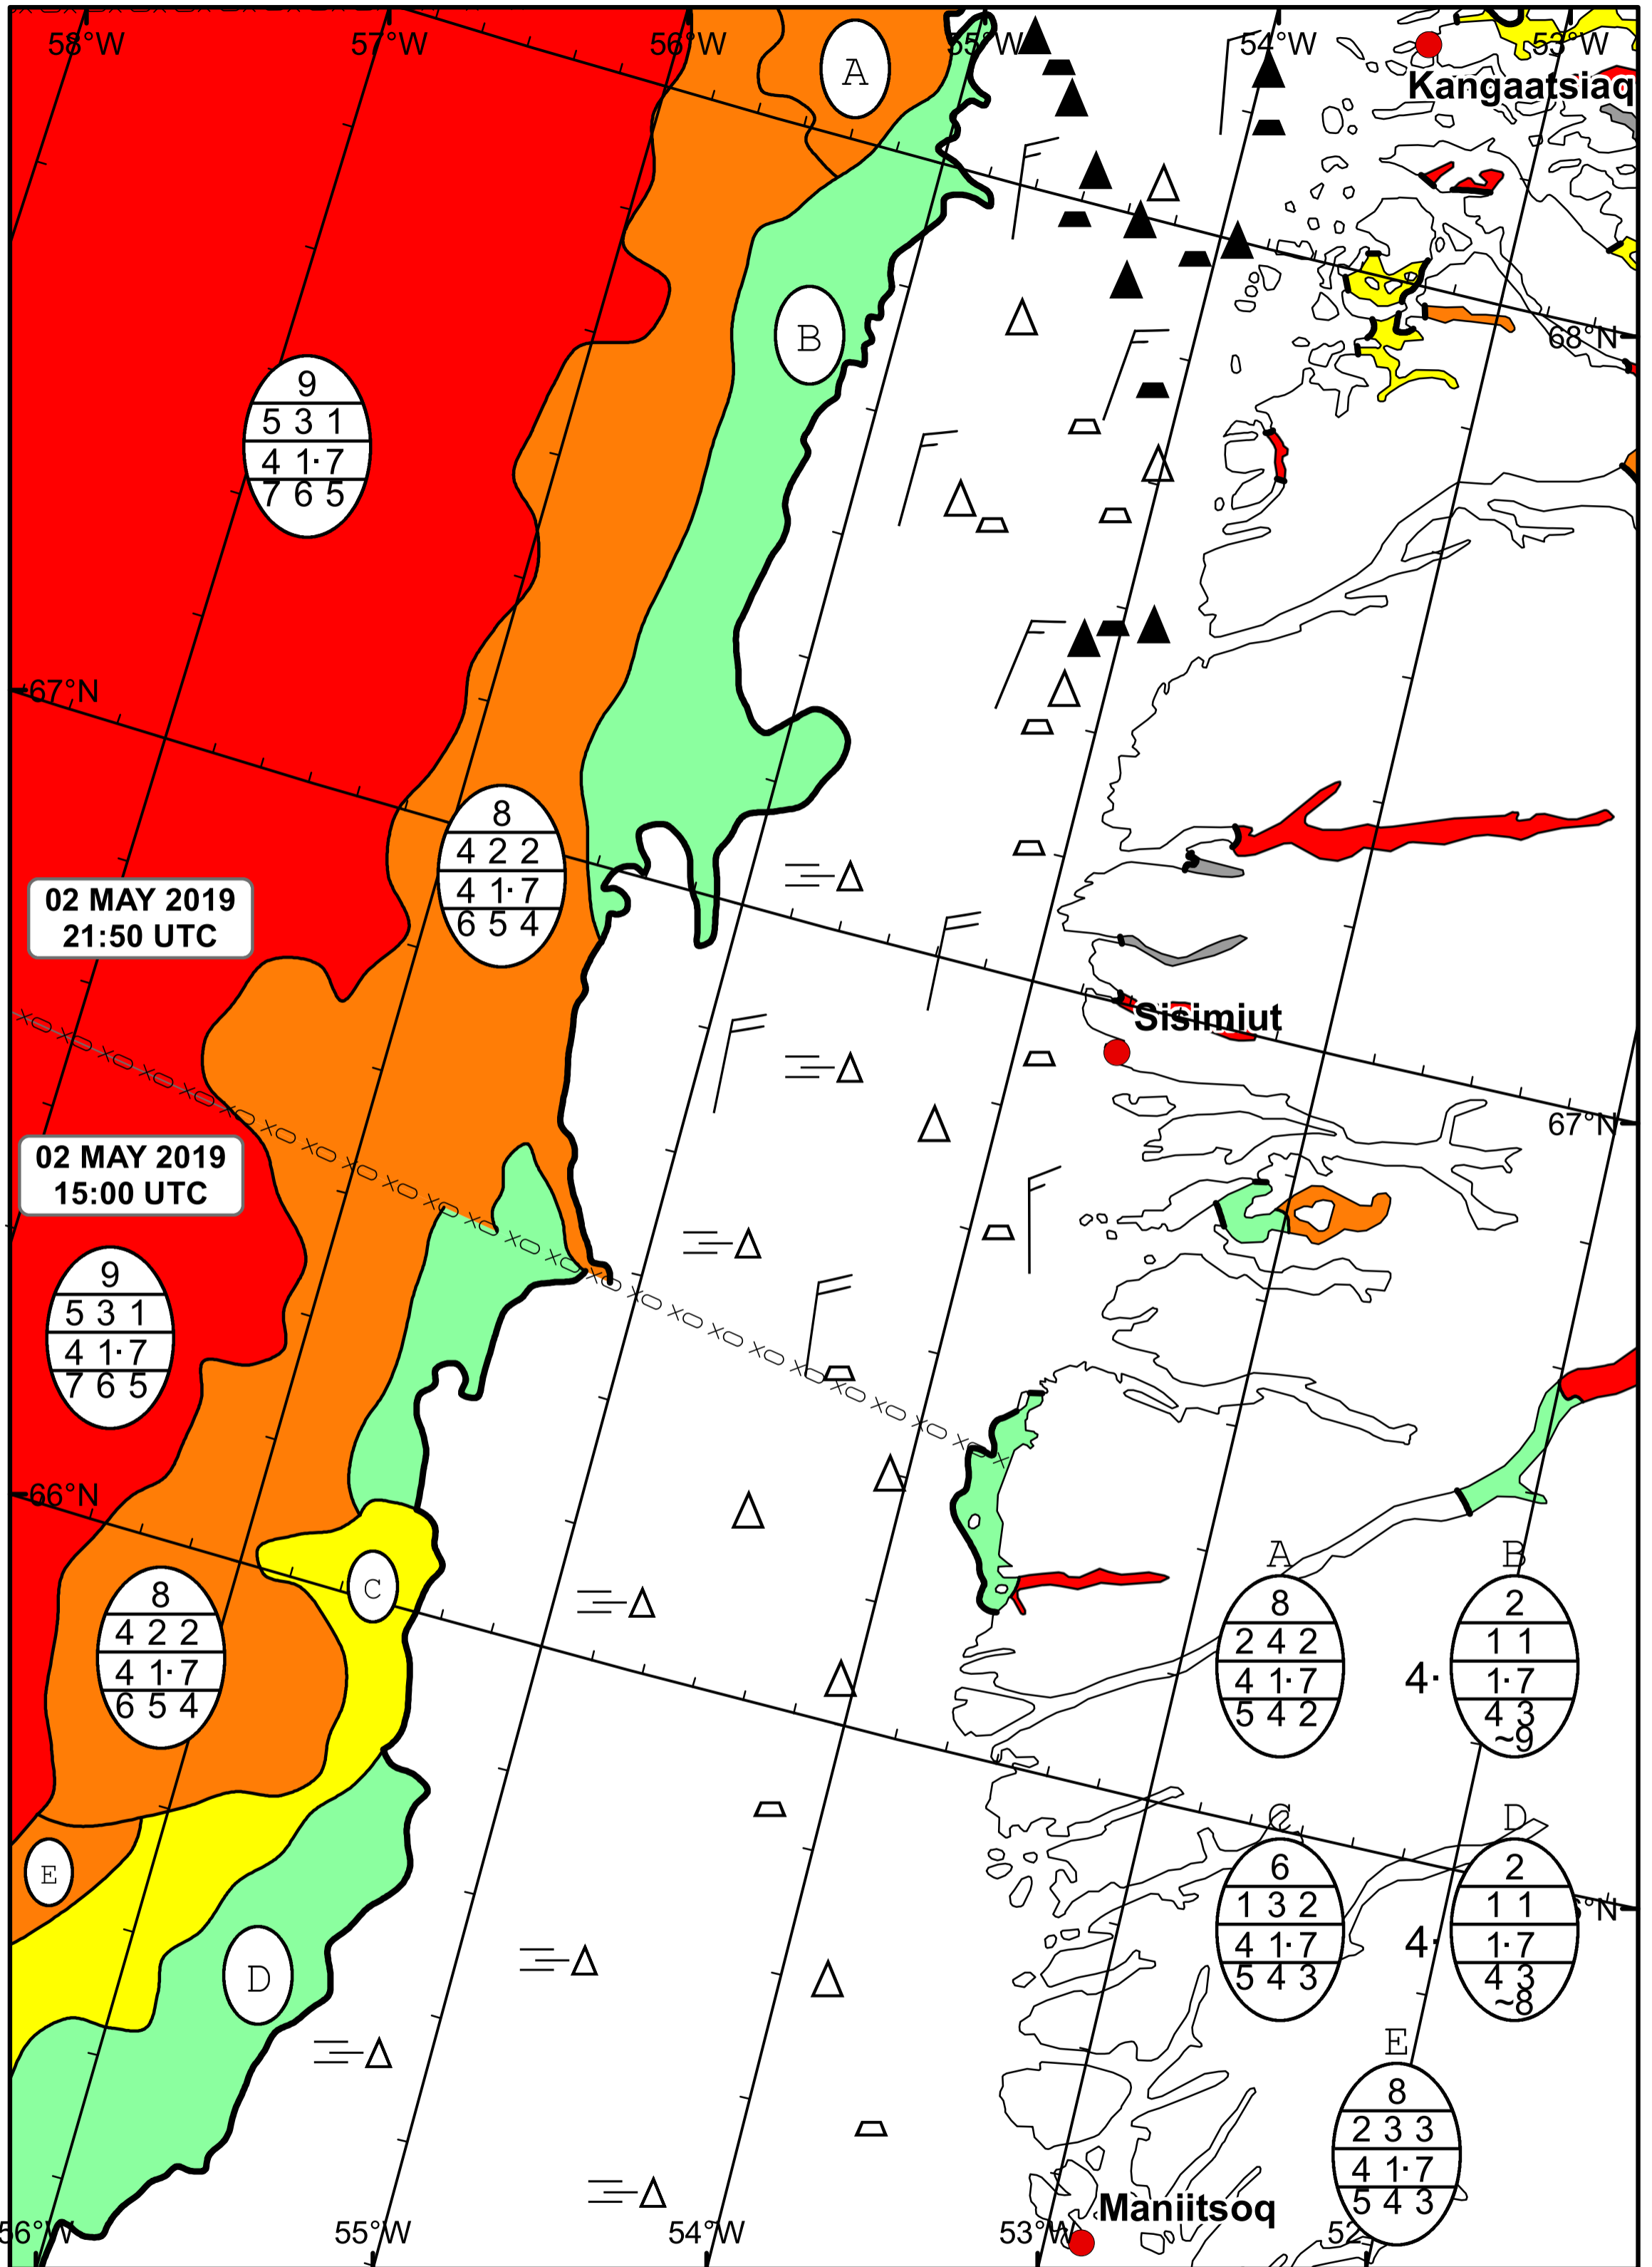 58°W
57°W
56°W
55°W
54°W
53°W
Kangaatsiaq
A
B
68°N
9
5 3 1
4 1· 7
7 6 5
67°N
8
4 2 2
4 1· 7
6 5 4
02 MAY 2019
21:50 UTC
Sisimiut
67°N
02 MAY 2019
15:00 UTC
9
5 3 1
4 1· 7
7 6 5
66°N
C
8
4 2 2
4 1· 7
6 5 4
A
8
2 4 2
4 1· 7
5 4 2
B
2
1 1
4· 1· 7
4 3
~9
E
D
C
6
1 3 2
4 1· 7
5 4 3
D
2
1 1
4· 1· 7
4 3
~8
°N
E
8
2 3 3
4 1· 7
5 4 3
Maniitsoq
56°W
55°W
54°W
53°W
52